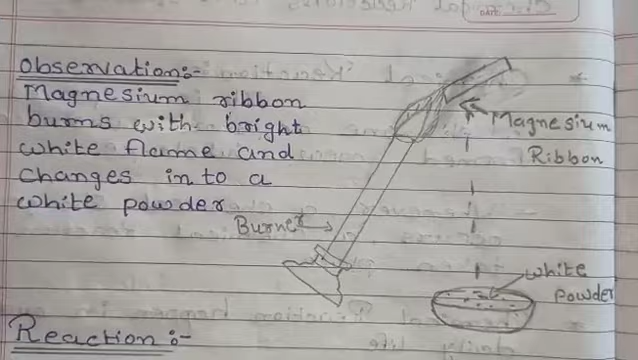 DATE:
Observation:-
Magnesium ribbon
burns with bright
white flame and
changes in to a
white powder
Magnesium
Ribbon
Burner
white
powder
Reaction :-